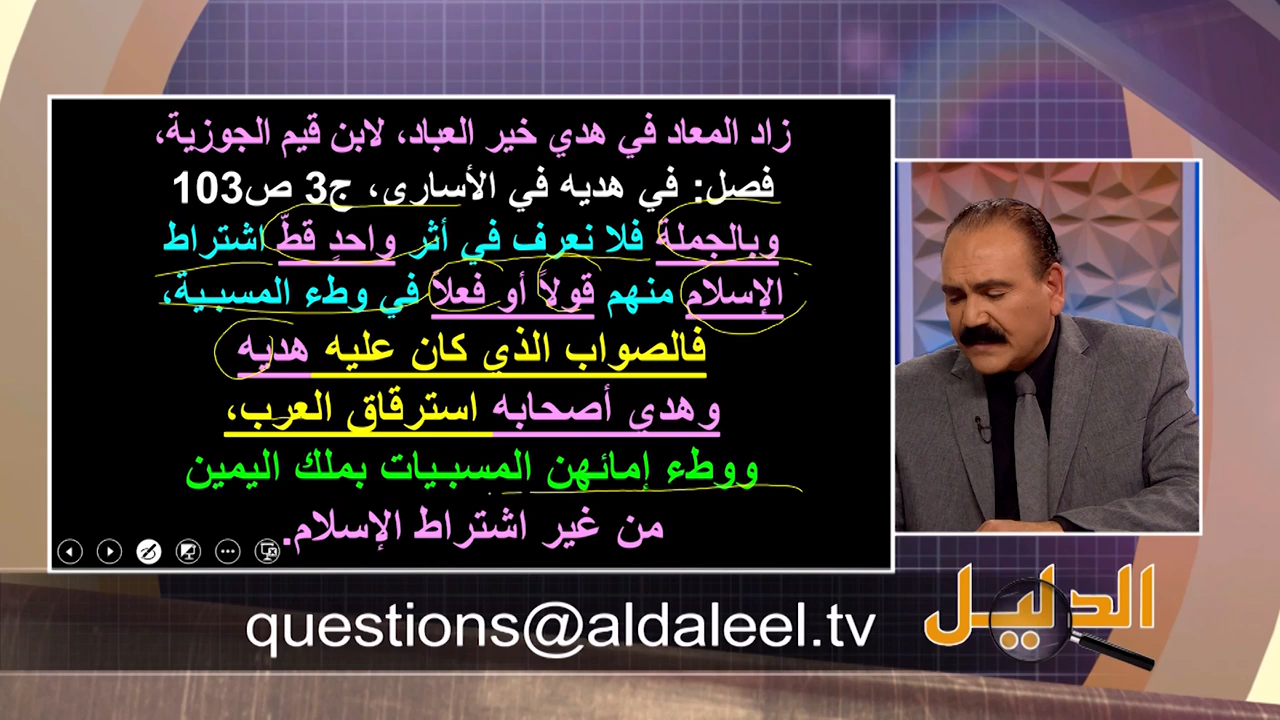 زاد المعاد في هدي خير العباد، لابن قيم الجوزية،
فصل: في هديه في الأسارى، ج3 ص103
وبالجملة فلا نعرف في أثر واحدٍ قطّ اشتراط
الإسلام منهم قولاً أو فعلاً في وطء المسبية،
فالصواب الذي كان عليه هديه
وهدي أصحابه استرقاق العرب،
ووطء إمائهن المسبيات بملك اليمين
من غير اشتراط الإسلام.
questions@aldaleel.tv
الدليل